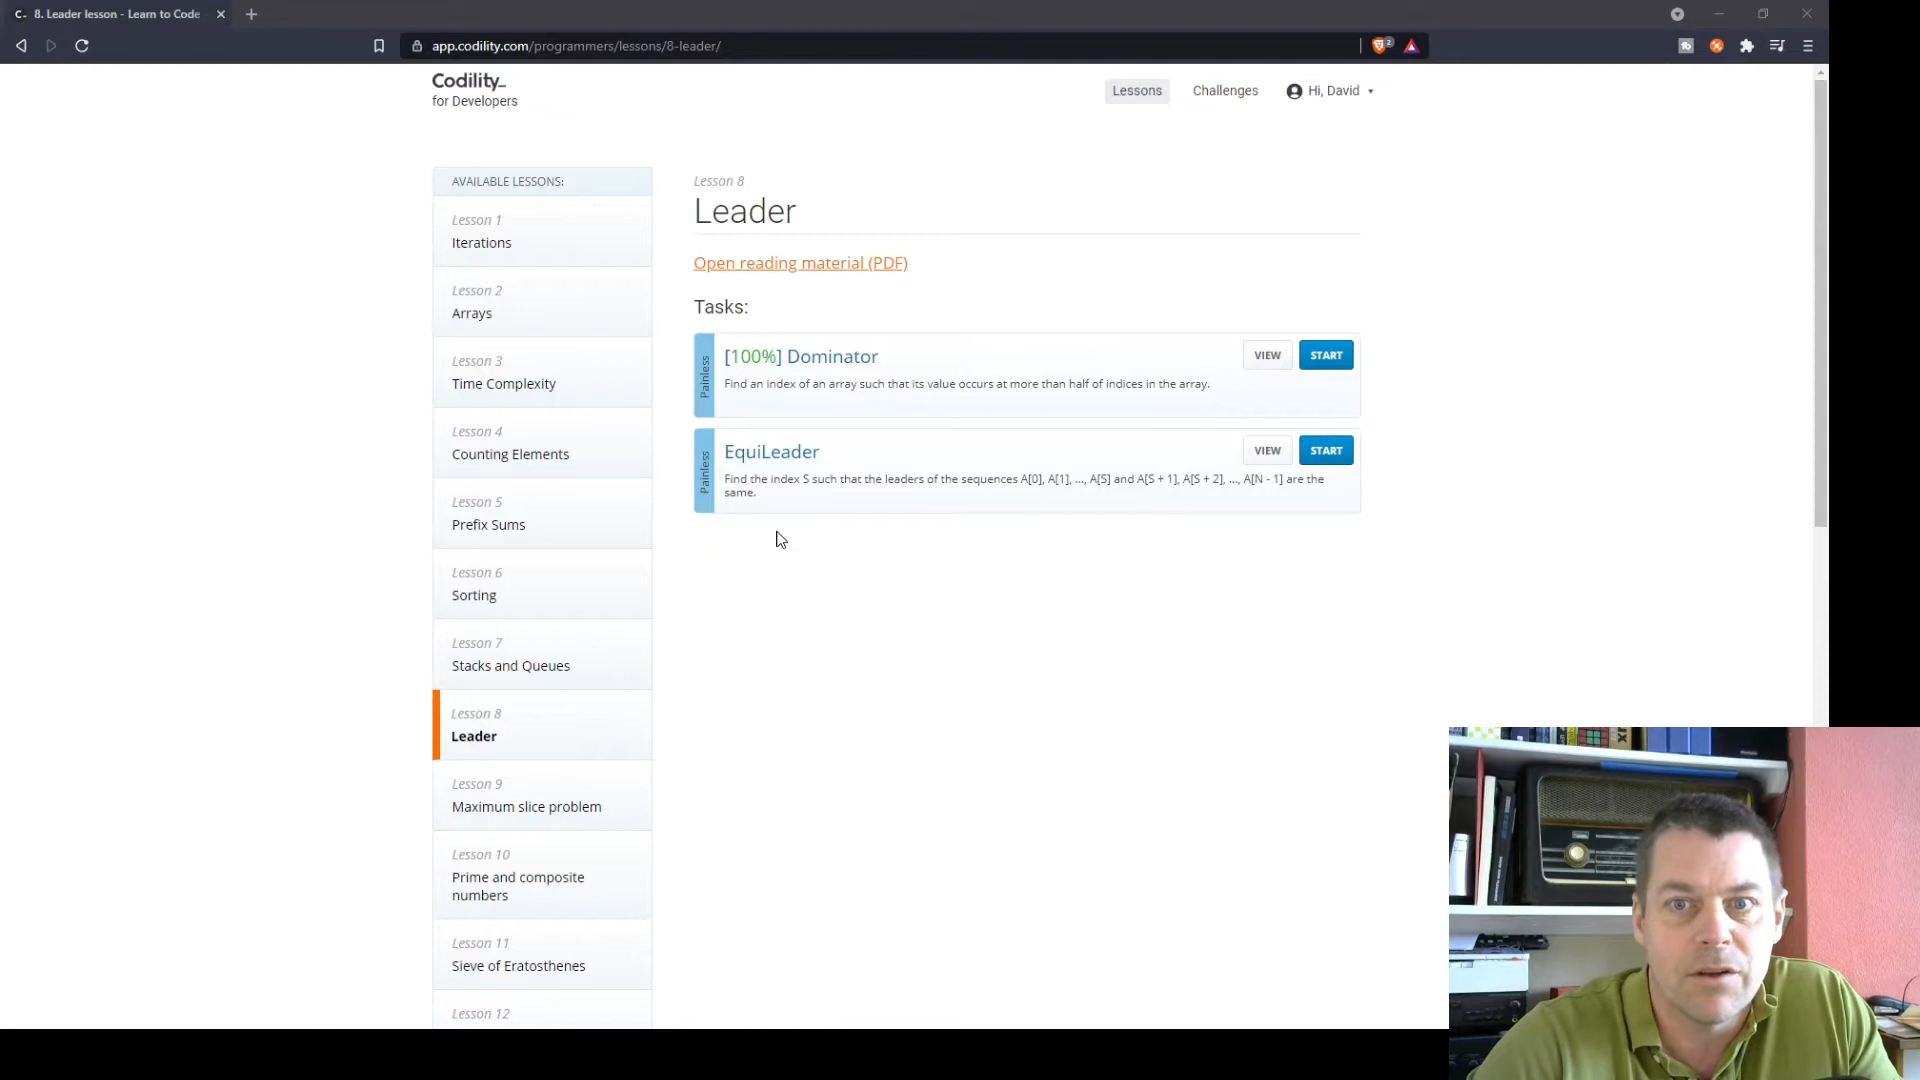 8. Leader lesson - Learn to Code
app.codility.com/programmers/lessons/8-leader/
2
Codility_
for Developers
Lessons
Challenges
Hi, David
AVAILABLE LESSONS:
Lesson 1
Iterations
Lesson 2
Arrays
Lesson 3
Time Complexity
Lesson 4
Counting Elements
Lesson 5
Prefix Sums
Lesson 6
Sorting
Lesson 7
Stacks and Queues
Lesson 8
Leader
Lesson 9
Maximum slice problem
Lesson 10
Prime and composite
numbers
Lesson 11
Sieve of Eratosthenes
Lesson 12
Lesson 8
Leader
Open reading material (PDF)
Tasks:
Painless
[100%] Dominator
VIEW
START
Find an index of an array such that its value occurs at more than half of indices in the array.
Painless
EquiLeader
VIEW
START
Find the index S such that the leaders of the sequences A[0], A[1], ..., A[S] and A[S + 1], A[S + 2], ..., A[N - 1] are the
same.